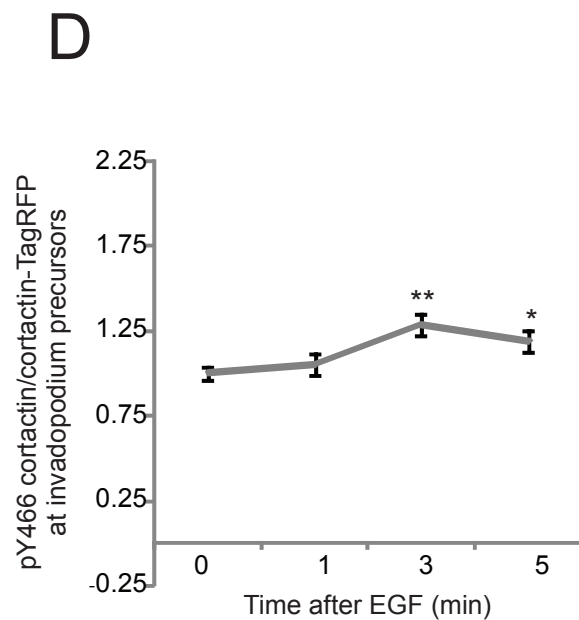 D
pY466 cortactin/cortactin-TagRFP
at invadopodium precursors
2.25
1.75
1.25
0.75
0.25
-0.25
**
*
0 1 3 5
Time after EGF (min)